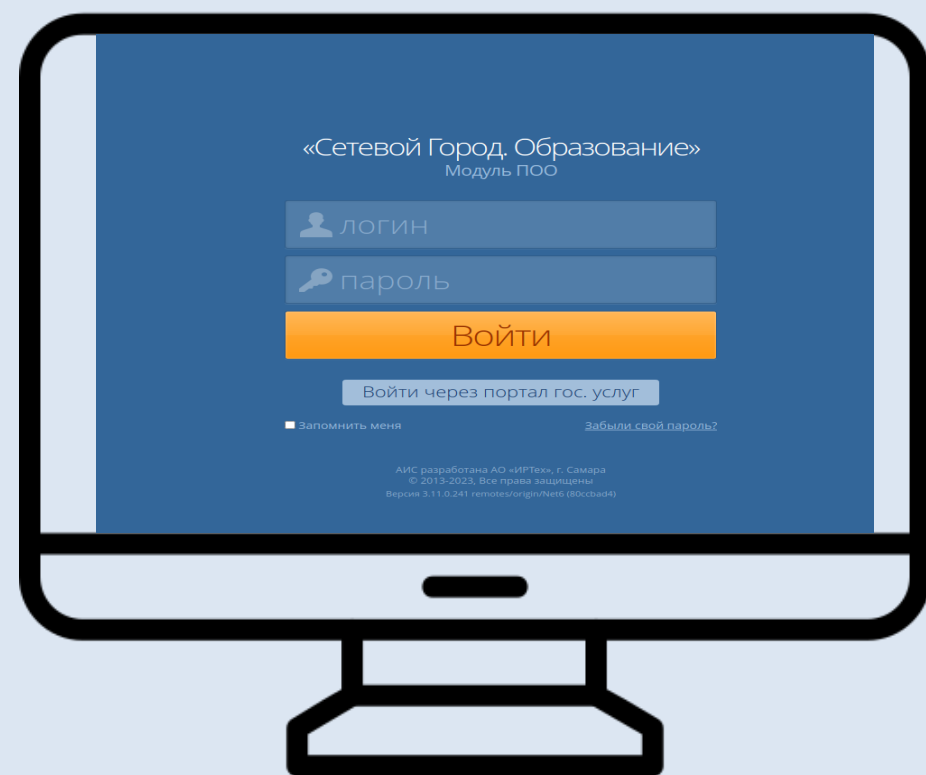 «Сетевой Город. Образование»
Модуль ПОО
логин
пароль
Войти
Войти через портал гос. услуг
Запомнить меня
Забыли свой пароль?
АИС разработана АО «ИРТех», г. Самара
© 2013-2023, Все права защищены
Версия 3.11.0.241 remotes/origin/Net6 (80ccbad4)